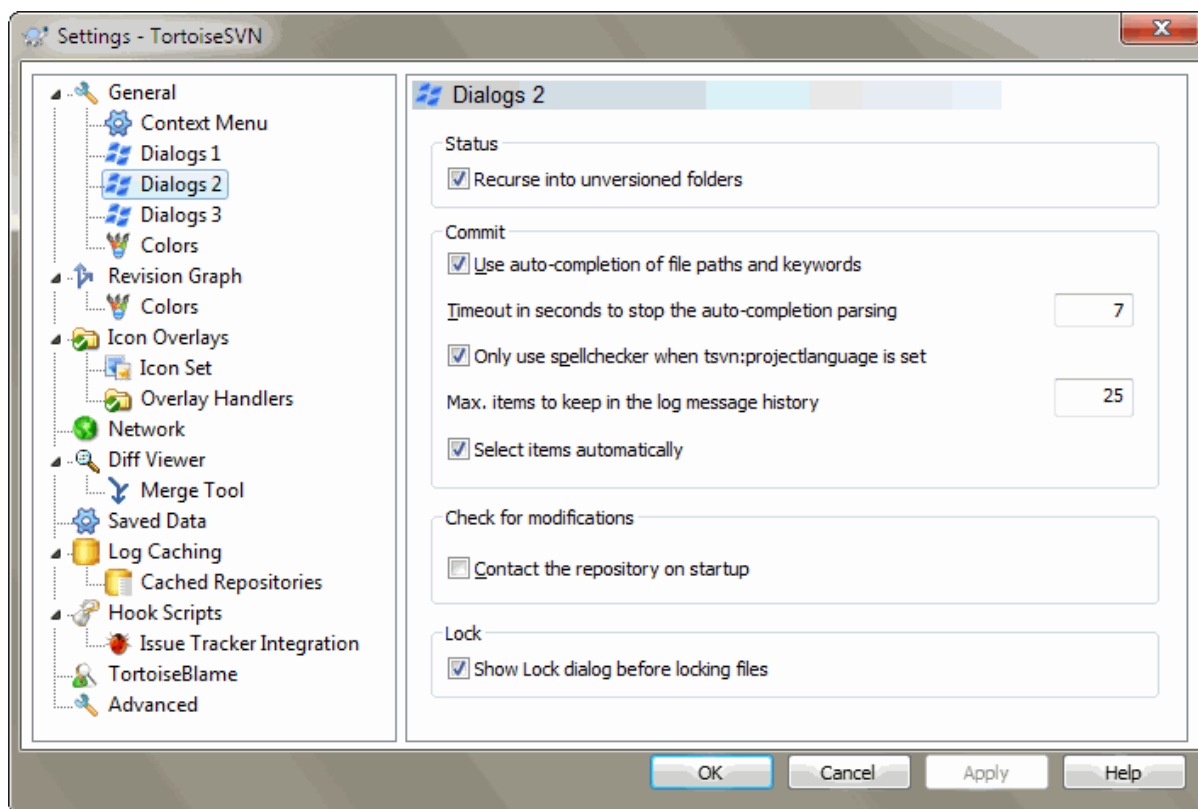 Settings - TortoiseSVN
General
Context Menu
Dialogs 1
Dialogs 2
Dialogs 3
Colors
Revision Graph
Colors
Icon Overlays
Icon Set
Overlay Handlers
Network
Diff Viewer
Merge Tool
Saved Data
Log Caching
Cached Repositories
Hook Scripts
Issue Tracker Integration
TortoiseBlame
Advanced
Dialogs 2
Status
Recurse into unversioned folders
Commit
Use auto-completion of file paths and keywords
Timeout in seconds to stop the auto-completion parsing 7
Only use spellchecker when tsvn:projectlanguage is set
Max. items to keep in the log message history 25
Select items automatically
Check for modifications
Contact the repository on startup
Lock
Show Lock dialog before locking files
OK Cancel Apply Help